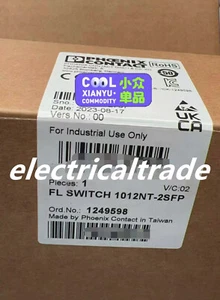 PHOENIX
CONTACT
RoHS
COOL 小众
XIANYU 单品
COMMODITY
2023-08-17
Vers.No.: 00
UK
CA
For Industrial Use Only
electricaltrade
Pieces: 1
V/C:02
FL SWITCH 1012NT-2SFP
Ord.No.: 1249598
Made by Phoenix Contact in Taiwan